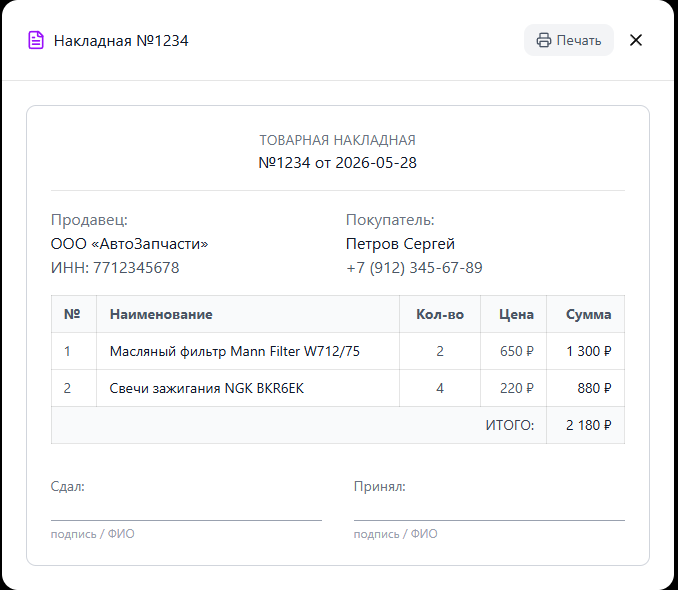 Накладная №1234
Печать
ТОВАРНАЯ НАКЛАДНАЯ
№1234 от 2026-05-28
Продавец: Покупатель:
ООО «АвтоЗапчасти» Петров Сергей
ИНН: 7712345678 +7 (912) 345-67-89
№ Наименование Кол-во Цена Сумма
1 Масляный фильтр Mann Filter W712/75 2 650 ₽ 1 300 ₽
2 Свечи зажигания NGK BKR6EK 4 220 ₽ 880 ₽
ИТОГО: 2 180 ₽
Сдал: Принял:
подпись / ФИО подпись / ФИО